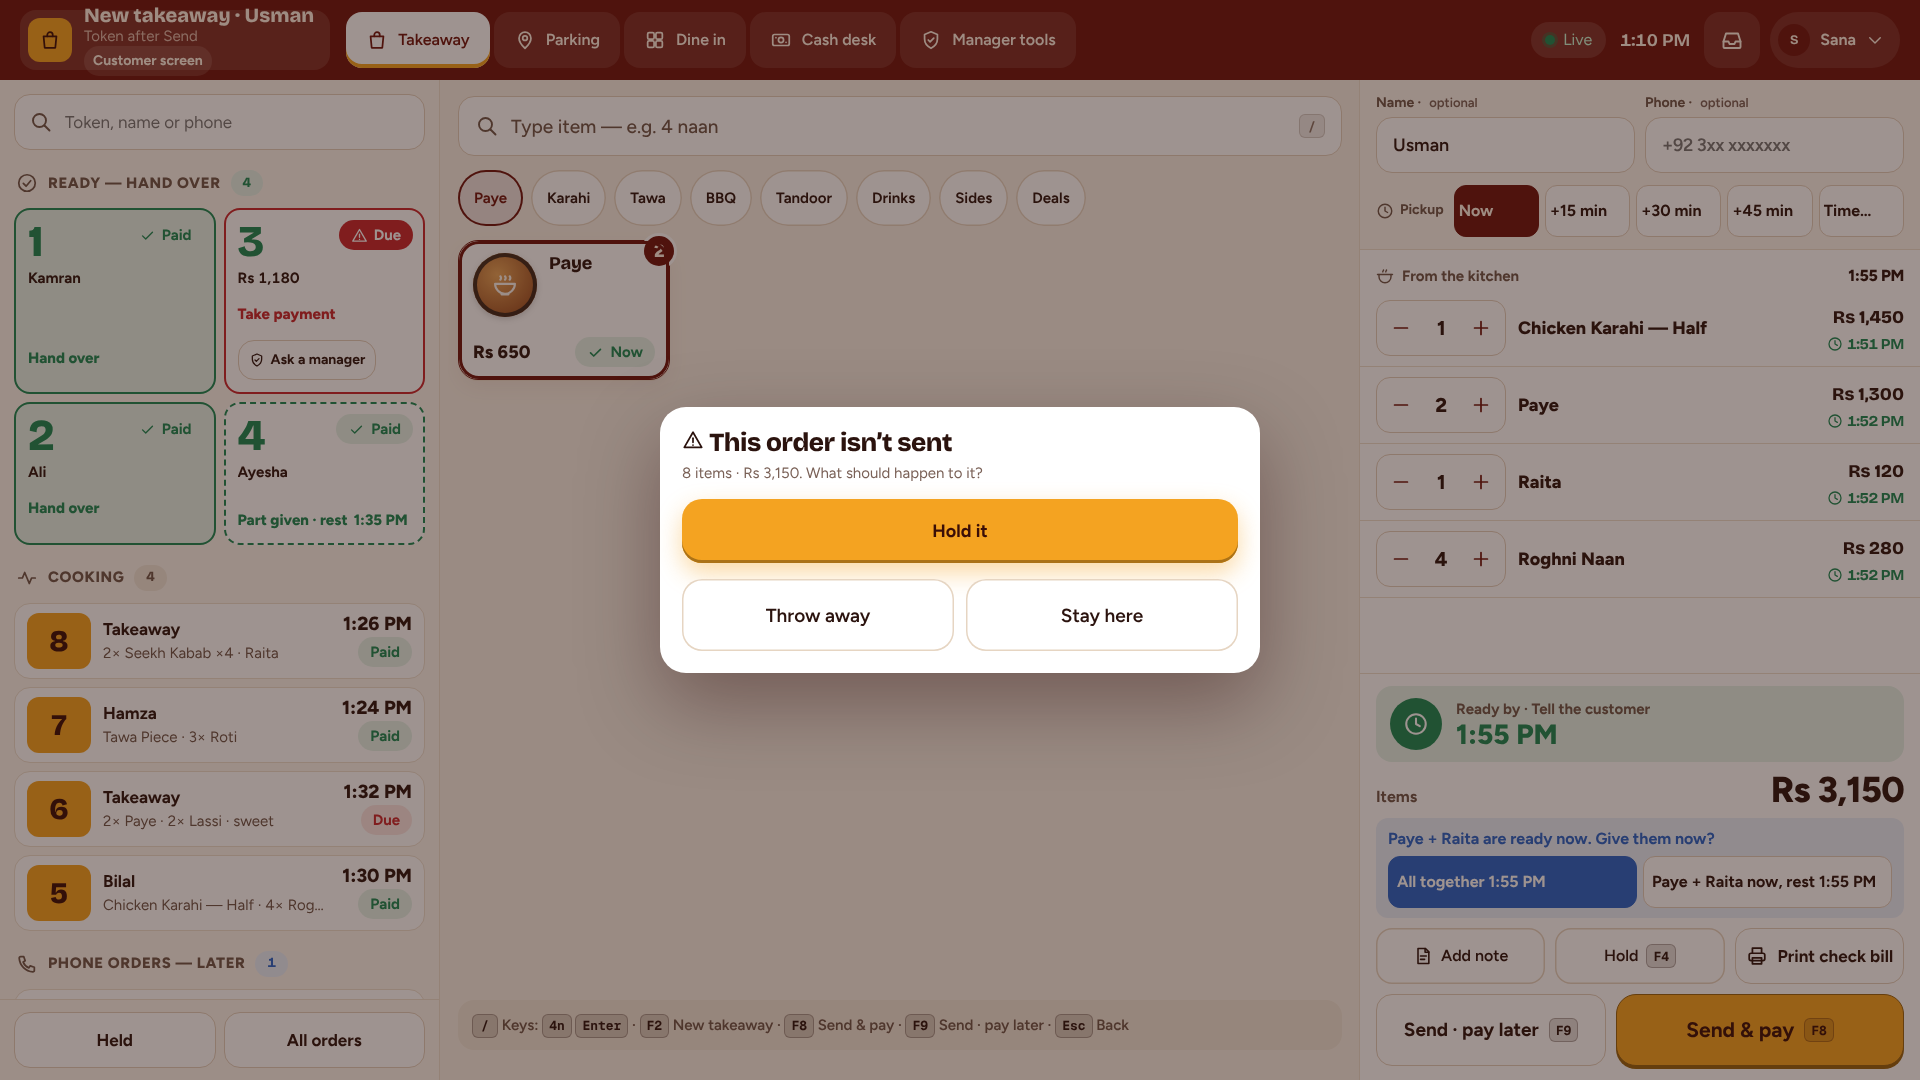 New takeaway · Usman
Token after Send
Customer screen
Takeaway
Parking
Dine in
Cash desk
Manager tools
Live
1:10 PM
S
Sana
Token, name or phone
READY — HAND OVER 4
1
Paid
Kamran
Hand over
3
Due
Rs 1,180
Take payment
Ask a manager
2
Paid
Ali
Hand over
4
Paid
Ayesha
Part given · rest 1:35 PM
COOKING 4
8
Takeaway
1:26 PM
2× Seekh Kabab ×4 · Raita
Paid
7
Hamza
1:24 PM
Tawa Piece · 3× Roti
Paid
6
Takeaway
1:32 PM
2× Paye · 2× Lassi · sweet
Due
5
Bilal
1:30 PM
Chicken Karahi — Half · 4× Rog...
Paid
PHONE ORDERS — LATER 1
Held
All orders
Type item — e.g. 4 naan
/
Paye
Karahi
Tawa
BBQ
Tandoor
Drinks
Sides
Deals
2
Paye
Rs 650
Now
This order isn't sent
8 items · Rs 3,150. What should happen to it?
Hold it
Throw away
Stay here
/ Keys: 4n Enter · F2 New takeaway · F8 Send & pay · F9 Send · pay later · Esc Back
Name · optional
Phone · optional
Usman
+92 3xx xxxxxxx
Pickup
Now
+15 min
+30 min
+45 min
Time...
From the kitchen
1:55 PM
1
Chicken Karahi — Half
Rs 1,450
1:51 PM
2
Paye
Rs 1,300
1:52 PM
1
Raita
Rs 120
1:52 PM
4
Roghni Naan
Rs 280
1:52 PM
Ready by · Tell the customer
1:55 PM
Items
Rs 3,150
Paye + Raita are ready now. Give them now?
All together 1:55 PM
Paye + Raita now, rest 1:55 PM
Add note
Hold F4
Print check bill
Send · pay later F9
Send & pay F8